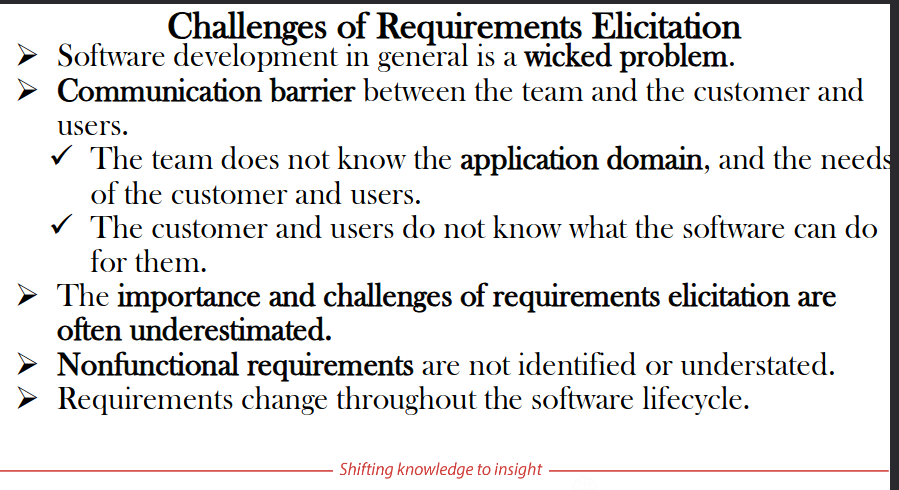 Challenges of Requirements Elicitation
➢ Software development in general is a wicked problem.
➢ Communication barrier between the team and the customer and
users.
✓ The team does not know the application domain, and the needs
of the customer and users.
✓ The customer and users do not know what the software can do
for them.
➢ The importance and challenges of requirements elicitation are
often underestimated.
➢ Nonfunctional requirements are not identified or understated.
➢ Requirements change throughout the software lifecycle.
Shifting knowledge to insight